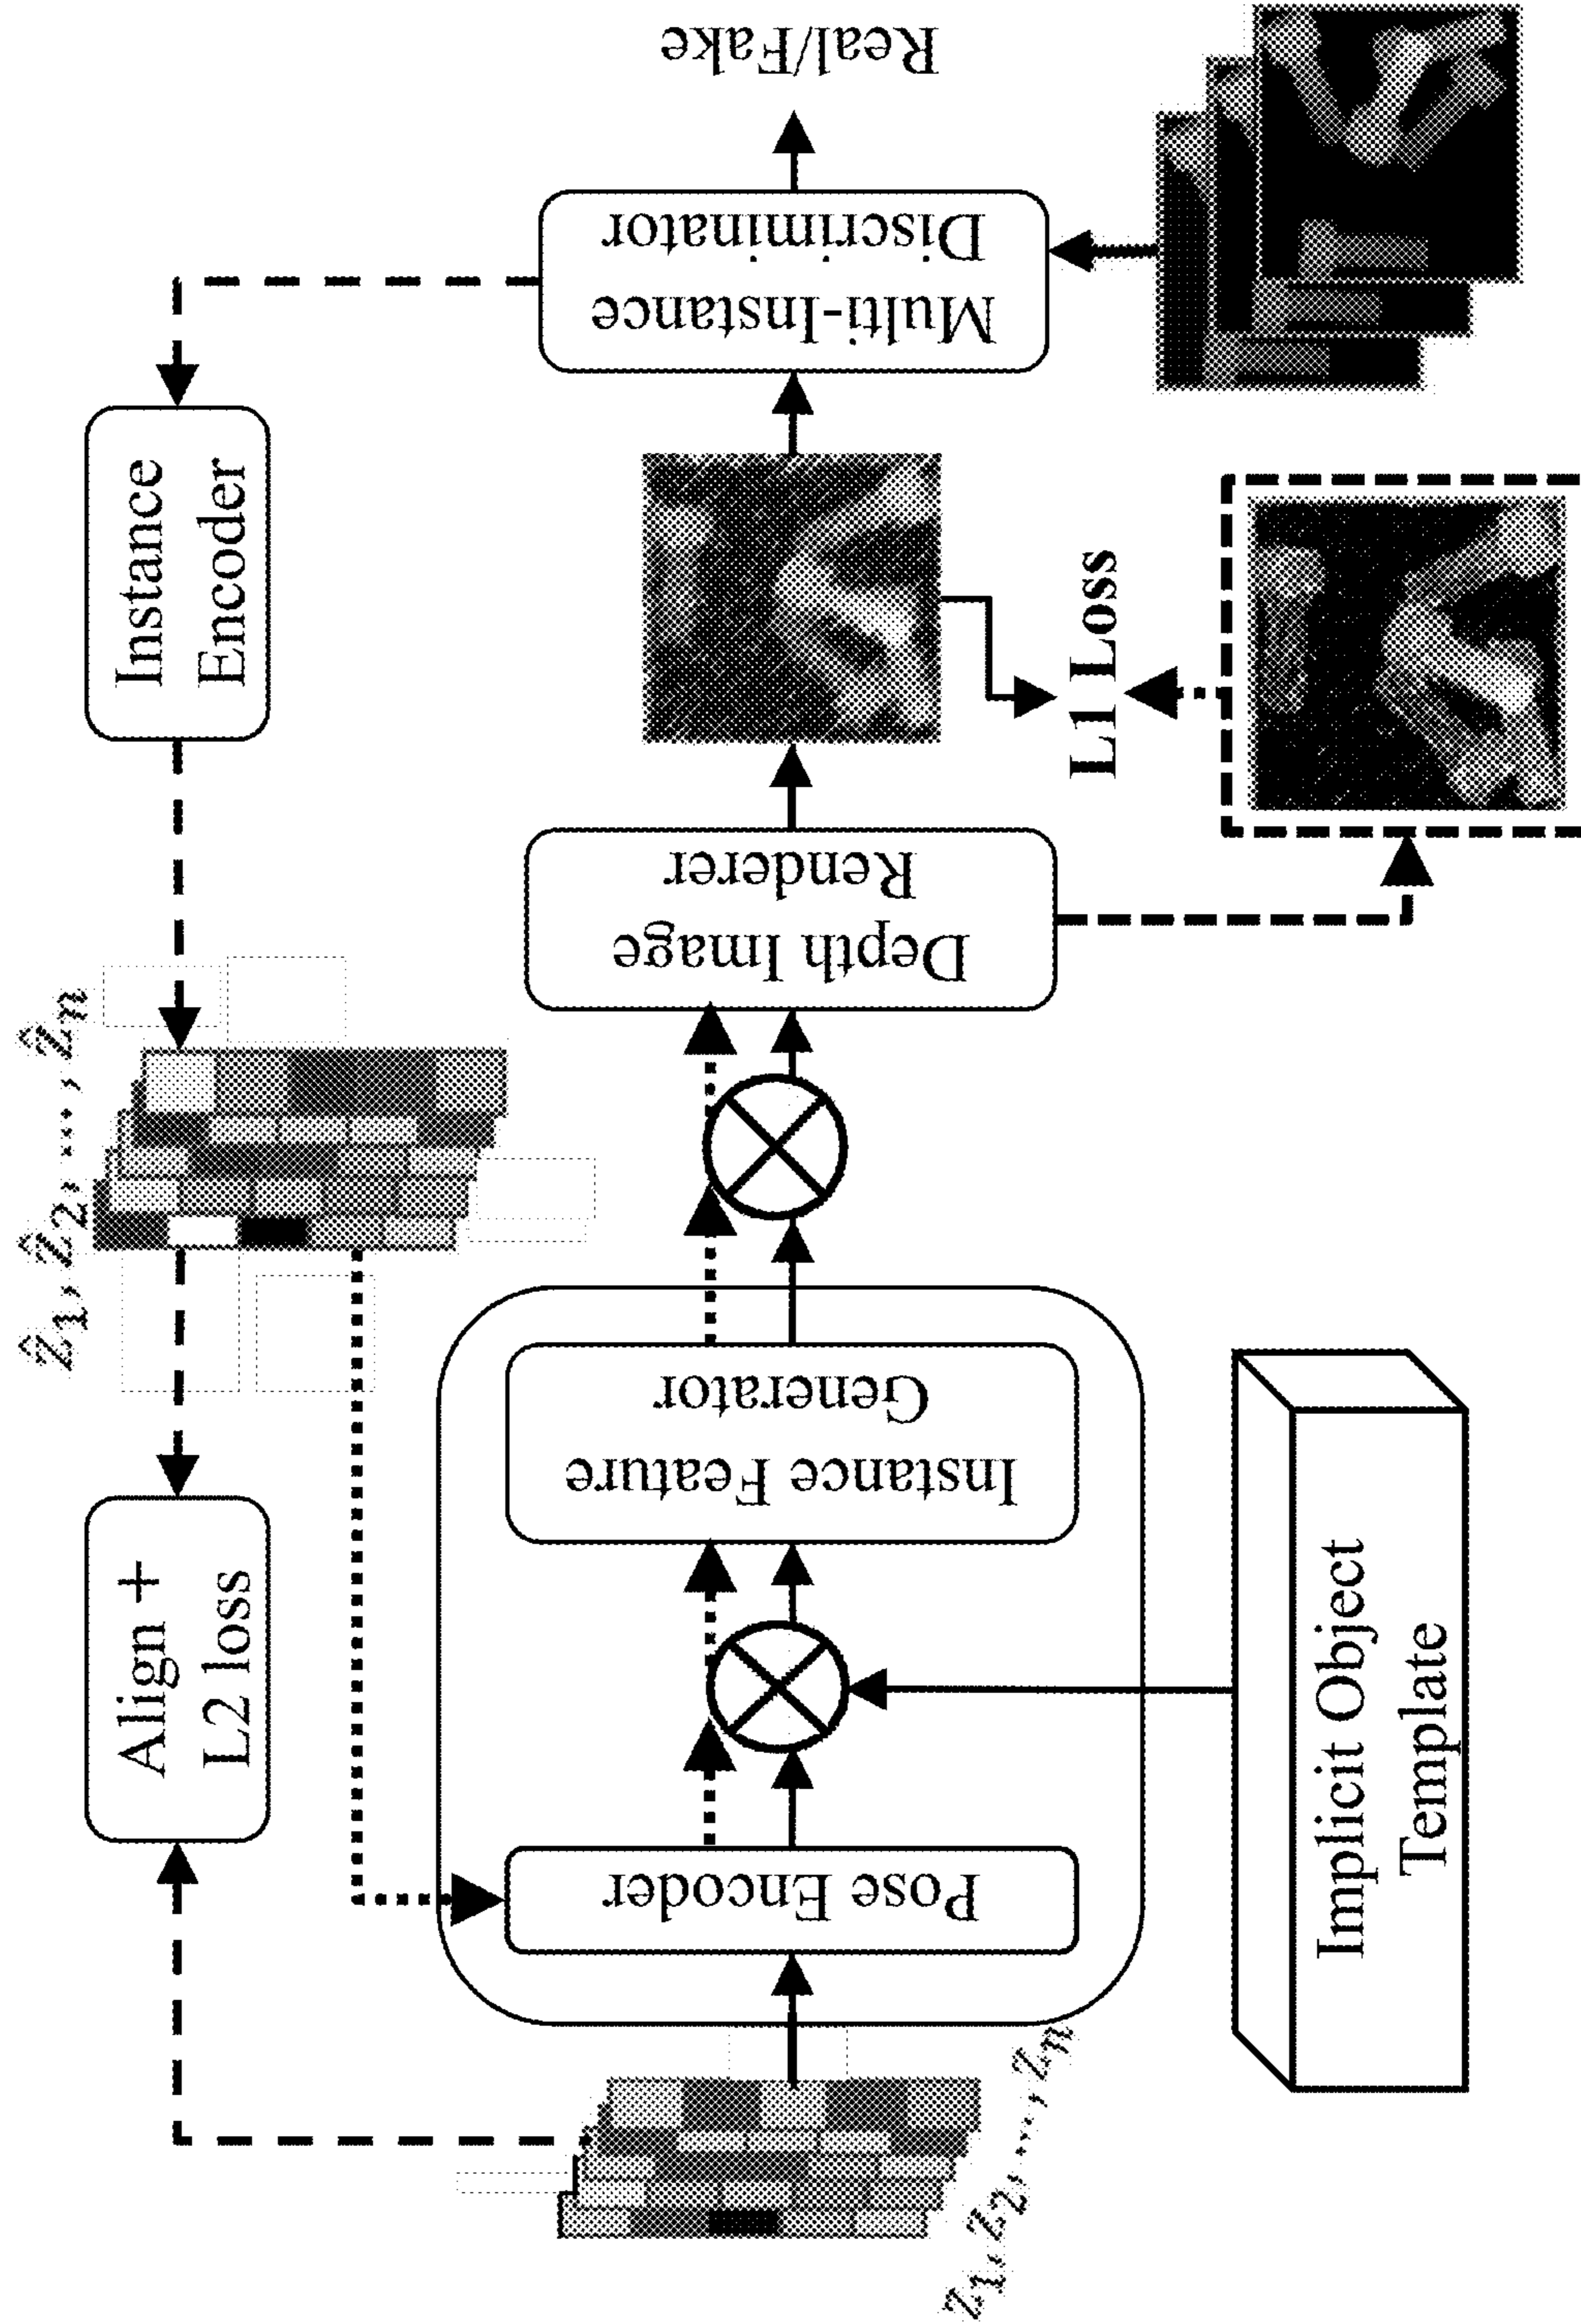 Align +
L2 loss
ẑ₁, ẑ₂, ..., ẑₙ
Instance
Encoder
z₁, z₂, ..., zₙ
Pose Encoder
Instance Feature
Generator
Depth Image
Renderer
Multi-Instance
Discriminator
Real/Fake
L1 Loss
Implicit Object
Template